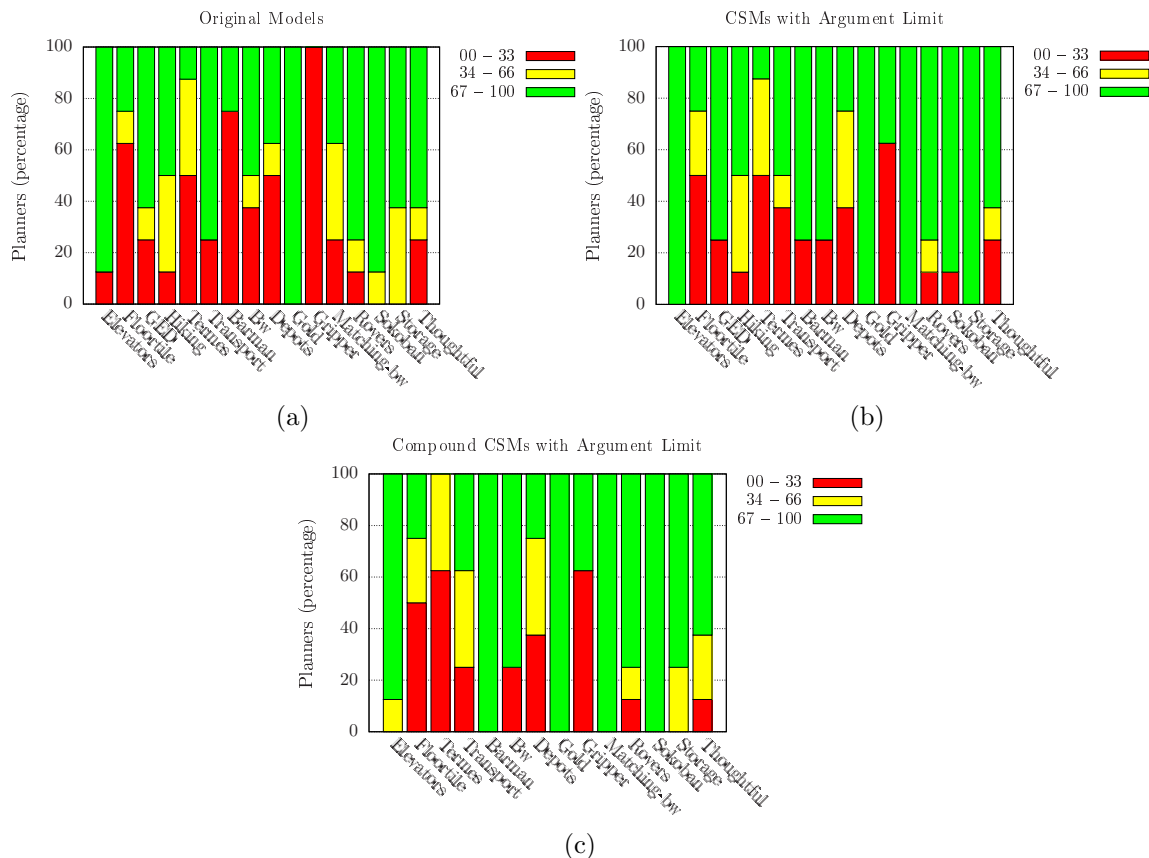 Original Models
Planners (percentage)
100
80
60
40
20
0
00 – 33
34 – 66
67 – 100
Elevators
Floortile
GED
Hiking
Termes
Transport
Barman
Bw
Depots
Gold
Gripper
Matching-bw
Rovers
Sokoban
Storage
Thoughtful
(a)
CSMs with Argument Limit
Planners (percentage)
100
80
60
40
20
0
00 – 33
34 – 66
67 – 100
Elevators
Floortile
GED
Hiking
Termes
Transport
Barman
Bw
Depots
Gold
Gripper
Matching-bw
Rovers
Sokoban
Storage
Thoughtful
(b)
Compound CSMs with Argument Limit
Planners (percentage)
100
80
60
40
20
0
00 – 33
34 – 66
67 – 100
Elevators
Floortile
Termes
Transport
Barman
Bw
Depots
Gold
Gripper
Matching-bw
Rovers
Sokoban
Storage
Thoughtful
(c)